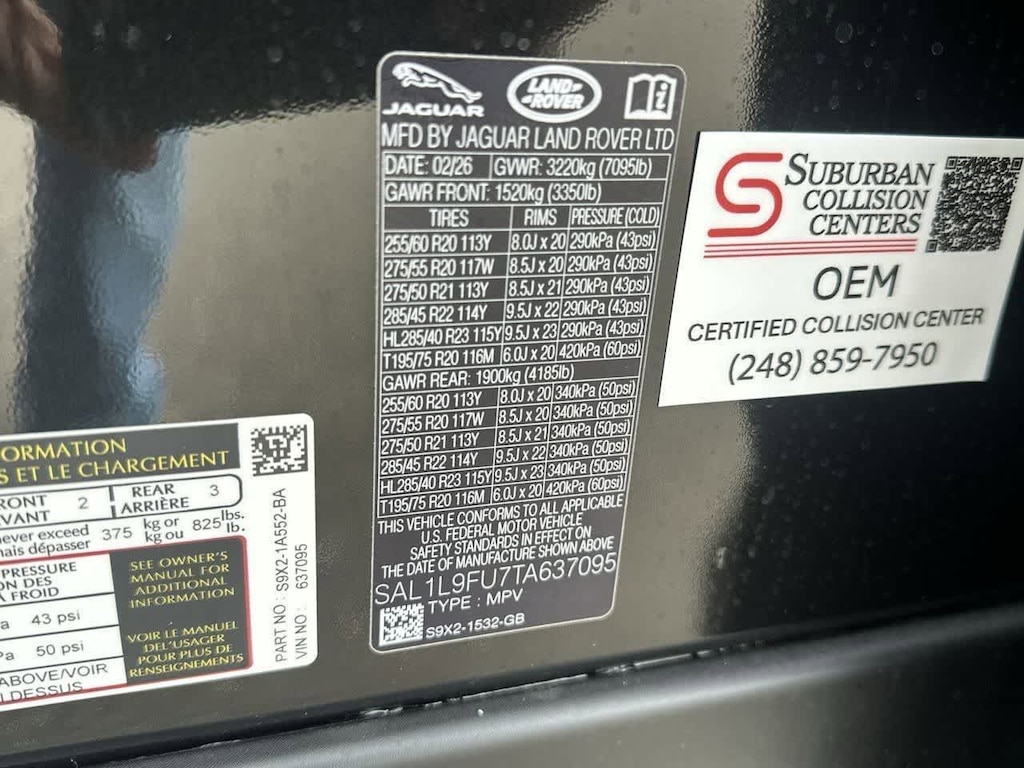 JAGUAR
LAND-
-ROVER
MFD BY JAGUAR LAND ROVER LTD
DATE: 02/26 GWWR: 3220kg (7095lb)
GAWR FRONT: 1520kg (3350lb)
TIRES RIMS PRESSURE (COLD)
255/60 R20 113Y 8.0J x 20 290kPa (43psi)
275/55 R20 117W 8.5J x 20 290kPa (43psi)
275/50 R21 113Y 8.5J x 21 290kPa (43psi)
285/45 R22 114Y 9.5J x 22 290kPa (43psi)
HL285/40 R23 115Y 9.5J x 23 290kPa (43psi)
T195/75 R20 116M 6.0J x 20 420kPa (60psi)
GAWR REAR: 1900kg (4185lb)
255/60 R20 113Y 8.0J x 20 340kPa (50psi)
275/55 R20 117W 8.5J x 20 340kPa (50psi)
275/50 R21 113Y 8.5J x 21 340kPa (50psi)
285/45 R22 114Y 9.5J x 22 340kPa (50psi)
HL285/40 R23 115Y 9.5J x 23 340kPa (50psi)
T195/75 R20 116M 6.0J x 20 420kPa (60psi)
THIS VEHICLE CONFORMS TO ALL APPLICABLE
U.S. FEDERAL MOTOR VEHICLE
SAFETY STANDARDS IN EFFECT ON
THE DATE OF MANUFACTURE SHOWN ABOVE
SAL1L9FU7TA637095
TYPE : MPV
S9X2-1532-GB
SUBURBAN
COLLISION
CENTERS
OEM
CERTIFIED COLLISION CENTER
(248) 859-7950
ORMATION
S ET LE CHARGEMENT
RONT 2 REAR 3
VANT ARRIÈRE
never exceed 375 kg or 825 lbs.
nais dépasser kg ou lb.
PRESSURE
ON DES
A FROID
a 43 psi
Pa 50 psi
ABOVE/VOIR
I DESSUS
SEE OWNER'S
MANUAL FOR
ADDITIONAL
INFORMATION
VOIR LE MANUEL
DEL'USAGER
POUR PLUS DE
RENSEIGNEMENTS
PART NO : S9X2-1A552-BA
VIN NO : 637095